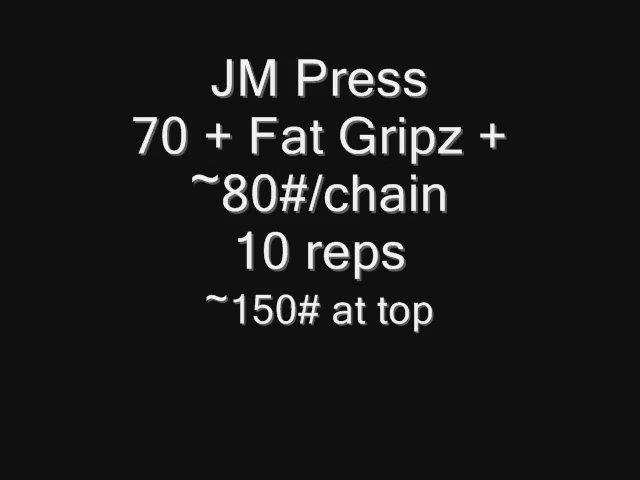 JM Press
70 + Fat Gripz +
~80#/chain
10 reps
~150# at top